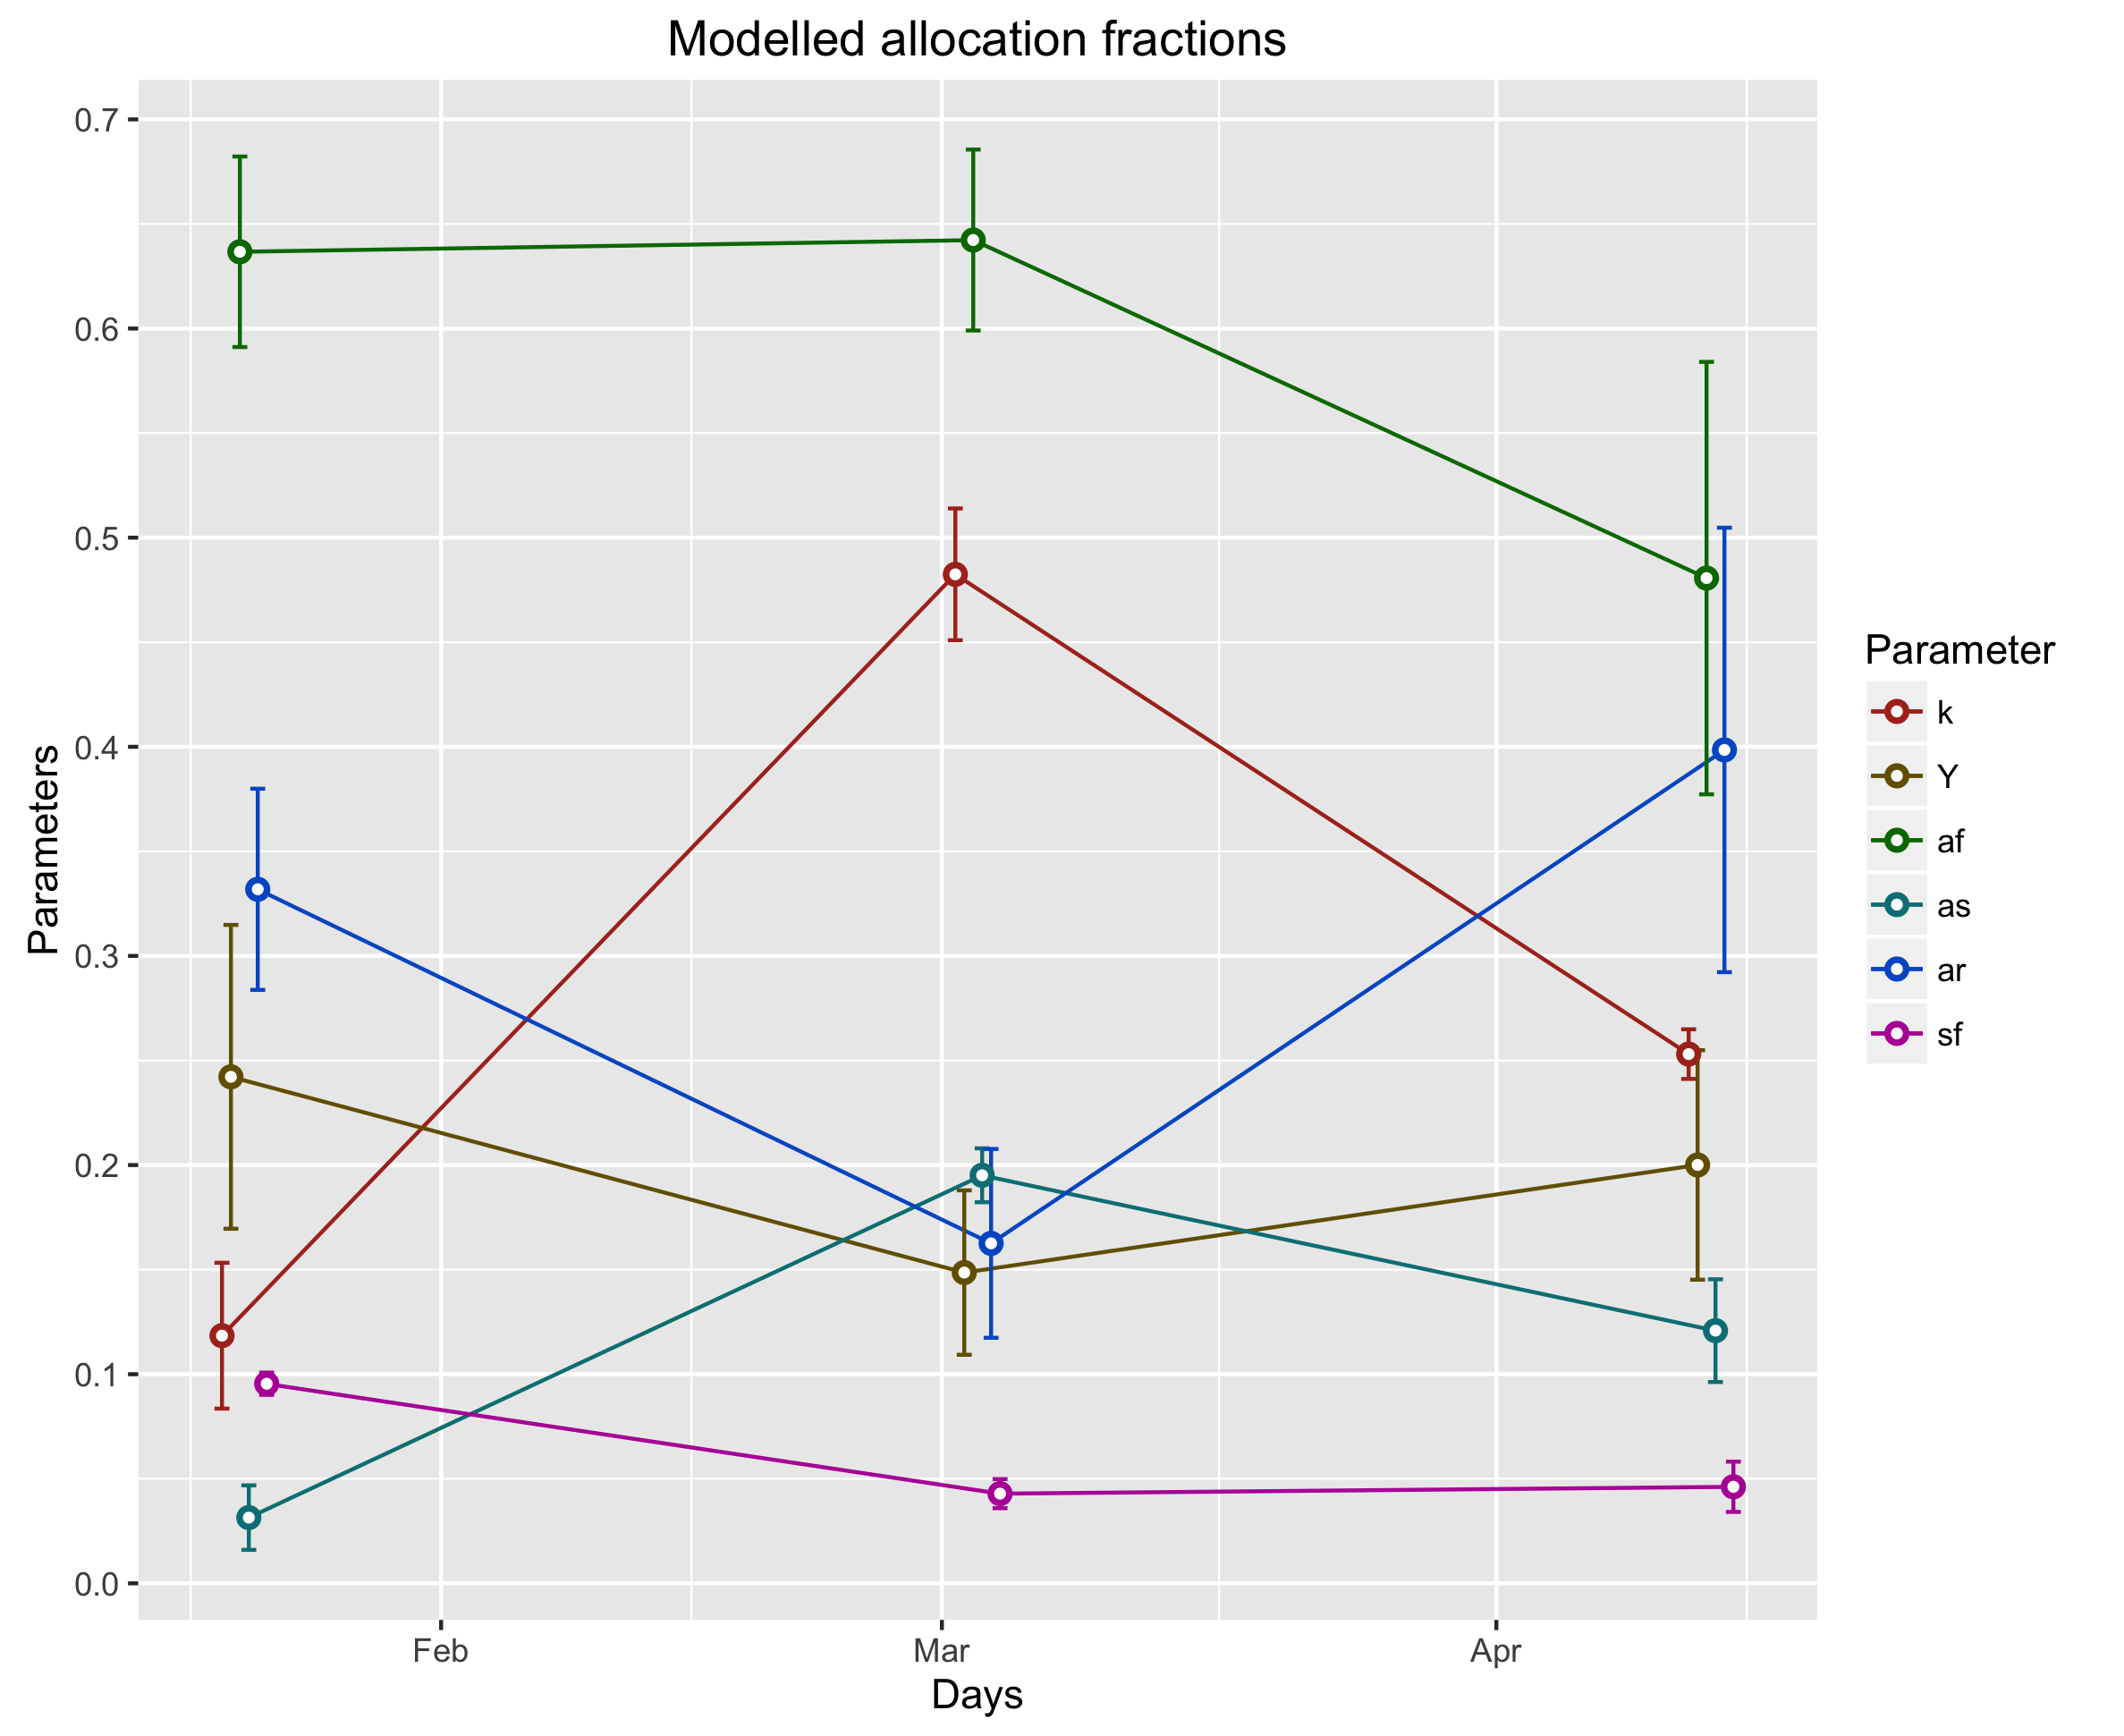 Modelled allocation fractions
0.7
0.6
0.5
0.4
0.3
0.2
0.1
0.0
Parameters
Feb Mar Apr
Days
Parameter
k
Y
af
as
ar
sf